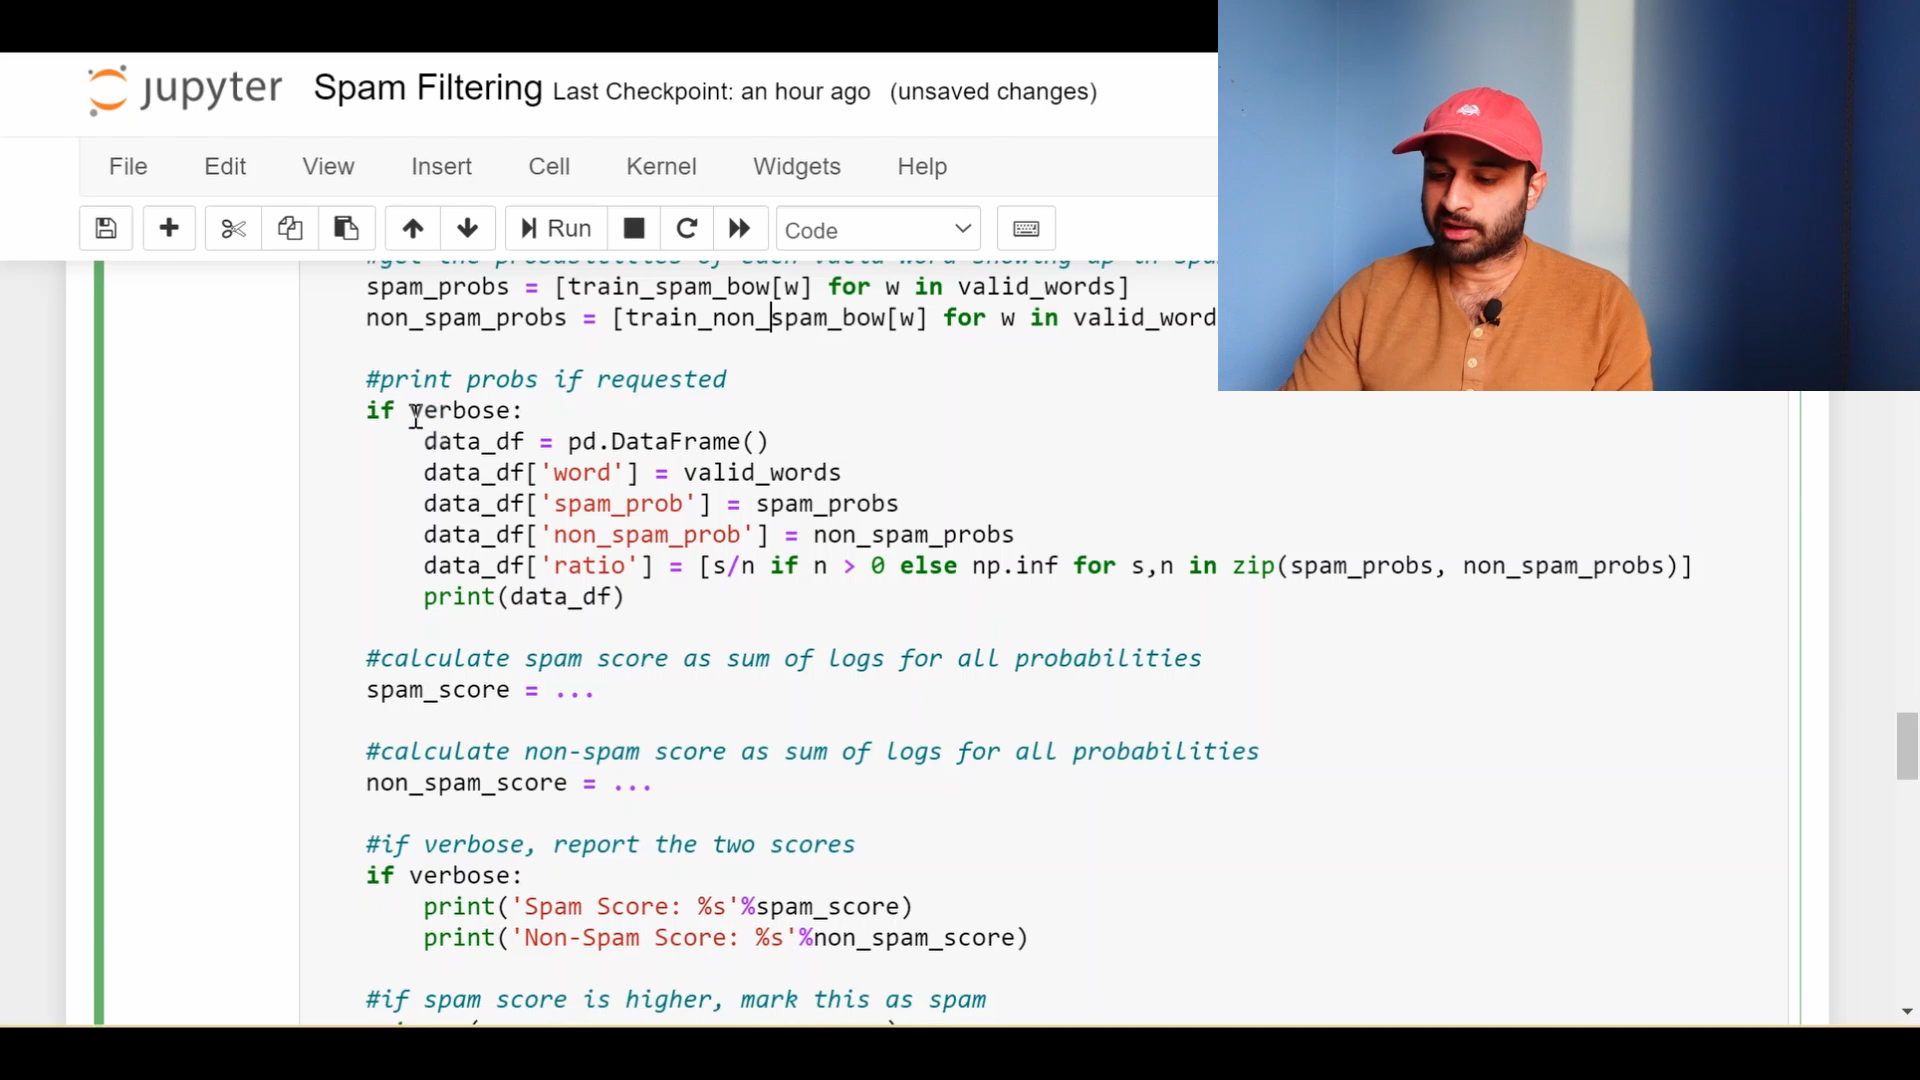 jupyter Spam Filtering Last Checkpoint: an hour ago (unsaved changes)
File Edit View Insert Cell Kernel Widgets Help
Run Code
#get the probabilities of each valid word showing up in
spam_probs = [train_spam_bow[w] for w in valid_words]
non_spam_probs = [train_non_spam_bow[w] for w in valid_word
#print probs if requested
if verbose:
data_df = pd.DataFrame()
data_df['word'] = valid_words
data_df['spam_prob'] = spam_probs
data_df['non_spam_prob'] = non_spam_probs
data_df['ratio'] = [s/n if n > 0 else np.inf for s,n in zip(spam_probs, non_spam_probs)]
print(data_df)
#calculate spam score as sum of logs for all probabilities
spam_score = ...
#calculate non-spam score as sum of logs for all probabilities
non_spam_score = ...
#if verbose, report the two scores
if verbose:
print('Spam Score: %s'%spam_score)
print('Non-Spam Score: %s'%non_spam_score)
#if spam score is higher, mark this as spam